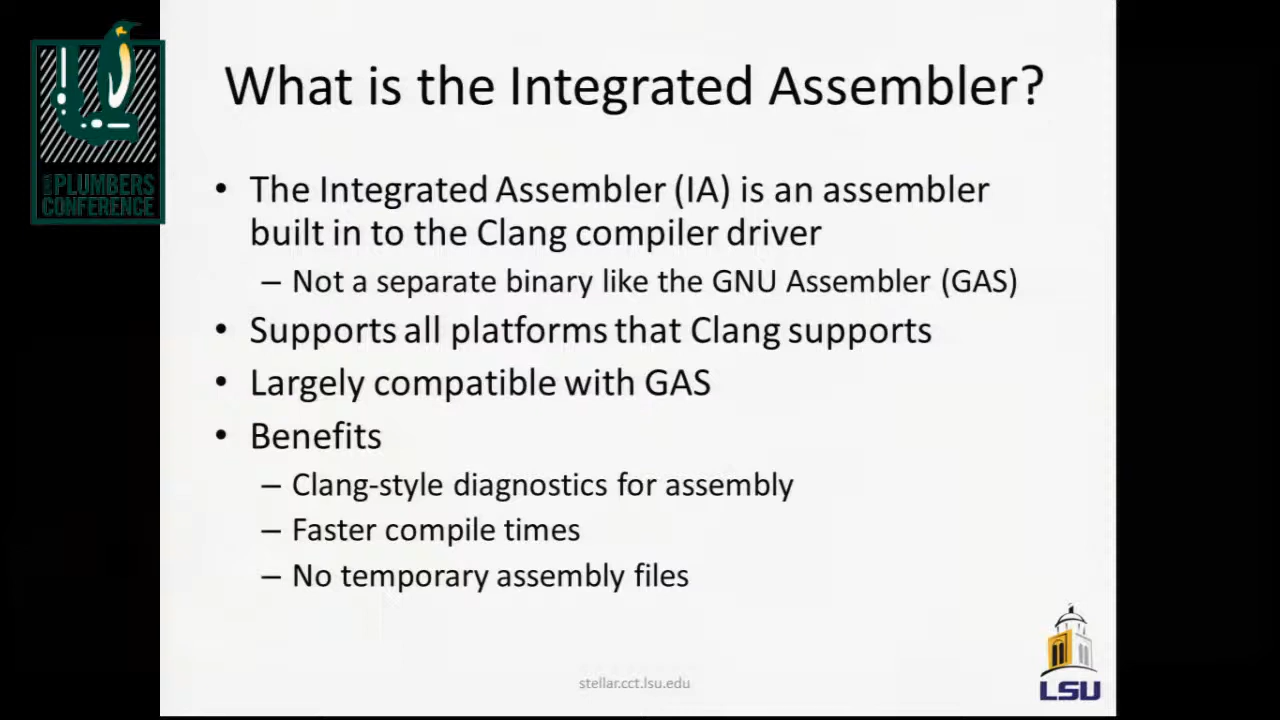 What is the Integrated Assembler?
• The Integrated Assembler (IA) is an assembler
built in to the Clang compiler driver
– Not a separate binary like the GNU Assembler (GAS)
• Supports all platforms that Clang supports
• Largely compatible with GAS
• Benefits
– Clang-style diagnostics for assembly
– Faster compile times
– No temporary assembly files
stellar.cct.lsu.edu
LSU
LINUX
PLUMBERS
CONFERENCE